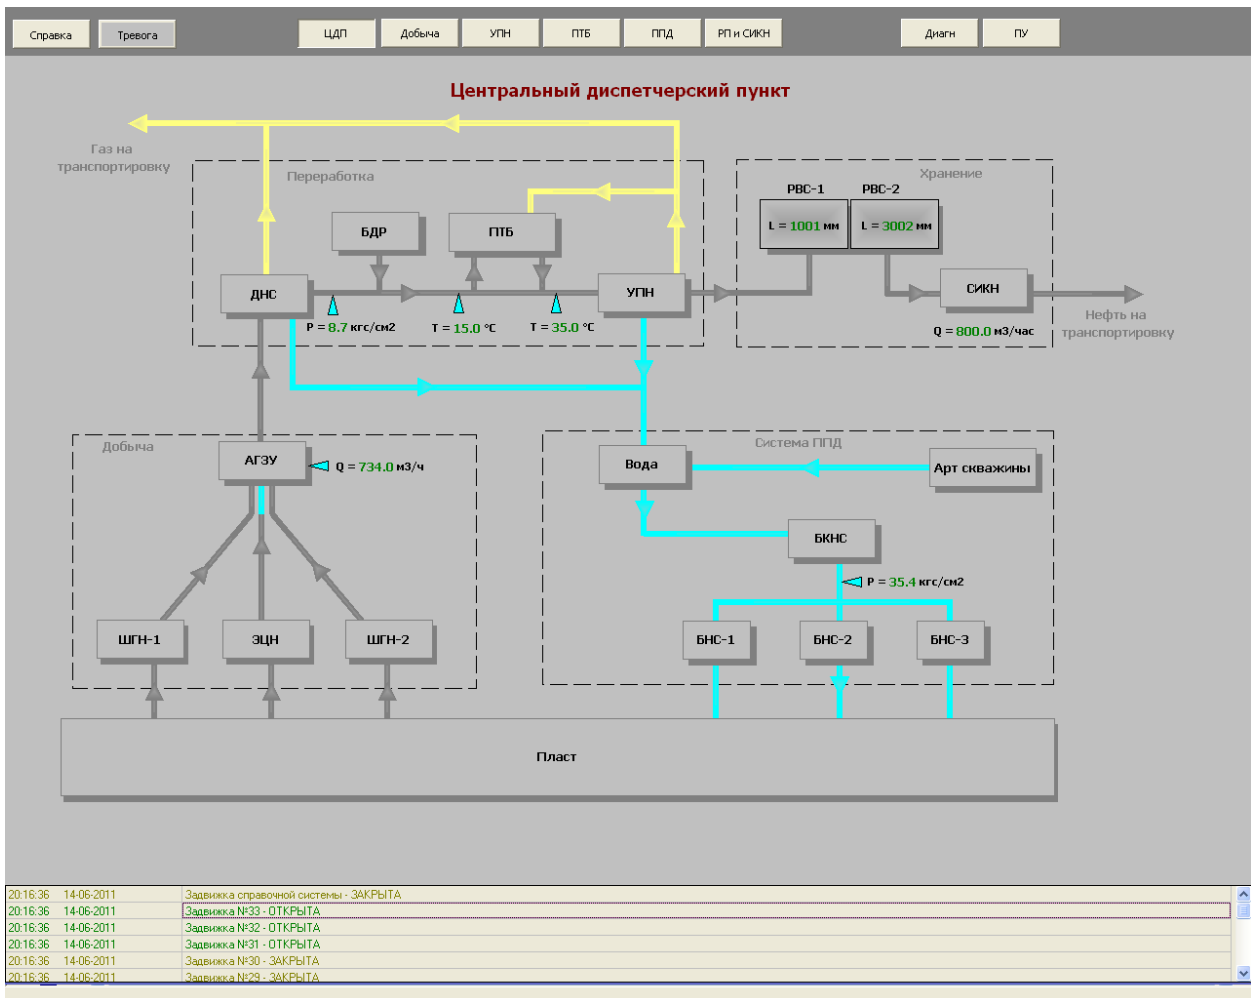 Справка
Тревога
ЦДП
Добыча
УПН
ПТБ
ППД
РП и СИКН
Диагн
ПУ
Центральный диспетчерский пункт
Газ на
транспортировку
Переработка
Хранение
РВС-1
РВС-2
L = 1001 мм
L = 3002 мм
БДР
ПТБ
ДНС
УПН
СИКН
P = 8.7 кгс/см2
T = 15.0 °C
T = 35.0 °C
Q = 800.0 м3/час
Нефть на
транспортировку
Добыча
АГЗУ
Q = 734.0 м3/ч
Система ППД
Вода
Арт скважины
БКНС
P = 35.4 кгс/см2
ШГН-1
ЭЦН
ШГН-2
БНС-1
БНС-2
БНС-3
Пласт
20:16:36 14-06-2011 Задвижка справочной системы - ЗАКРЫТА
20:16:36 14-06-2011 Задвижка №33 - ОТКРЫТА
20:16:36 14-06-2011 Задвижка №32 - ОТКРЫТА
20:16:36 14-06-2011 Задвижка №31 - ОТКРЫТА
20:16:36 14-06-2011 Задвижка №30 - ЗАКРЫТА
20:16:36 14-06-2011 Задвижка №29 - ЗАКРЫТА